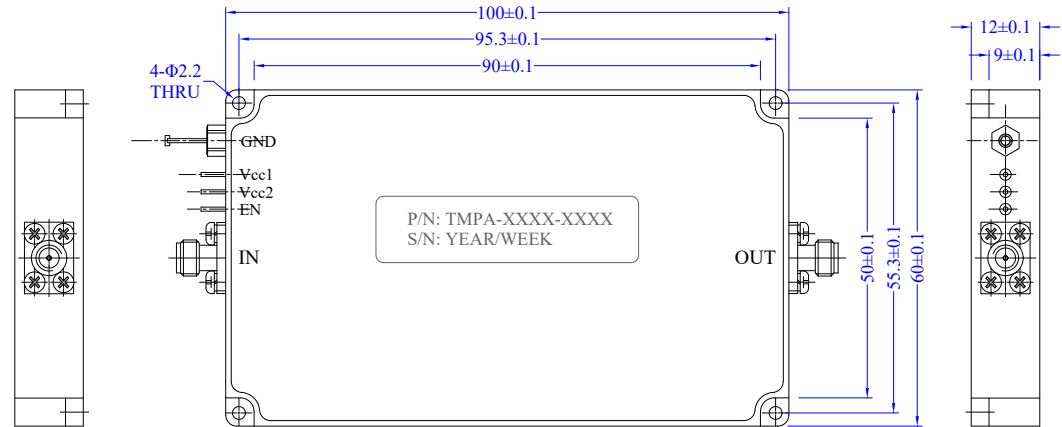 100±0.1
95.3±0.1
90±0.1
12±0.1
9±0.1
4-Φ2.2
THRU
GND
Vcc1
Vcc2
EN
IN
P/N: TMPA-XXXX-XXXX
S/N: YEAR/WEEK
OUT
50±0.1
55.3±0.1
60±0.1